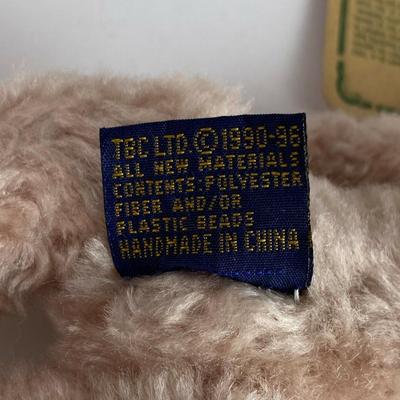 TBC LTD.©1990-96
ALL NEW MATERIALS
CONTENTS:POLYESTER
FIBER AND/OR
PLASTIC BEADS
HANDMADE IN CHINA